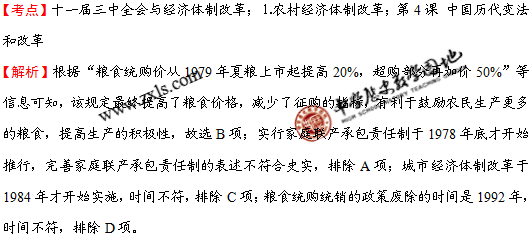 【考点】十一届三中全会与经济体制改革；1.农村经济体制改革；第4课 中国历代变法
和改革
【解析】根据“粮食统购价从1979年夏粮上市起提高20%，超购部分再加价50%”等
信息可知，该规定最终提高了粮食价格，减少了征购的指标，有利于鼓励农民生产更多
的粮食，提高生产的积极性，故选B项；实行家庭联产承包责任制于1978年底才开始
推行，完善家庭联产承包责任制的表述不符合史实，排除A项；城市经济体制改革于
1984年才开始实施，时间不符，排除C项；粮食统购统销的政策废除的时间是1992年，
时间不符，排除D项。
www.zxls.com